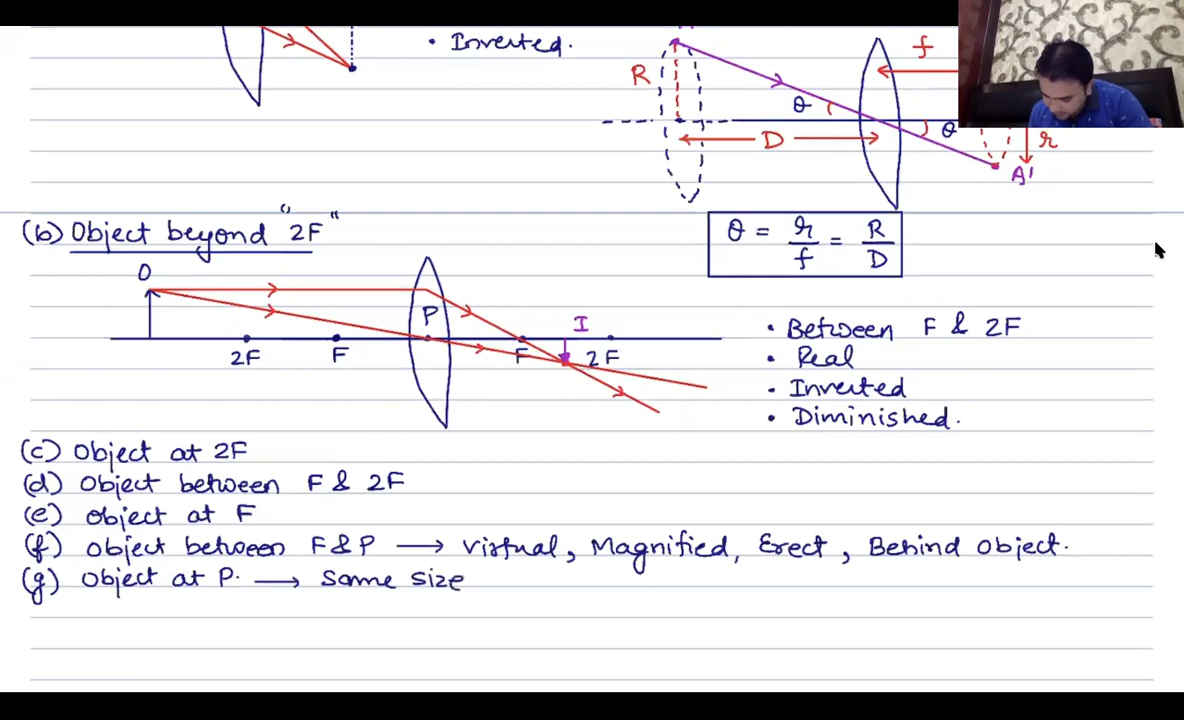 • Inverted.
R
f
θ
θ
D
r
A'
(b) Object beyond "2F"
θ = r/f = R/D
O
P
I
2F
F
F
2F
• Between F & 2F
• Real
• Inverted
• Diminished.
(c) Object at 2F
(d) Object between F & 2F
(e) object at F
(f) object between F & P → Virtual, Magnified, Erect, Behind object.
(g) object at P. → Same size